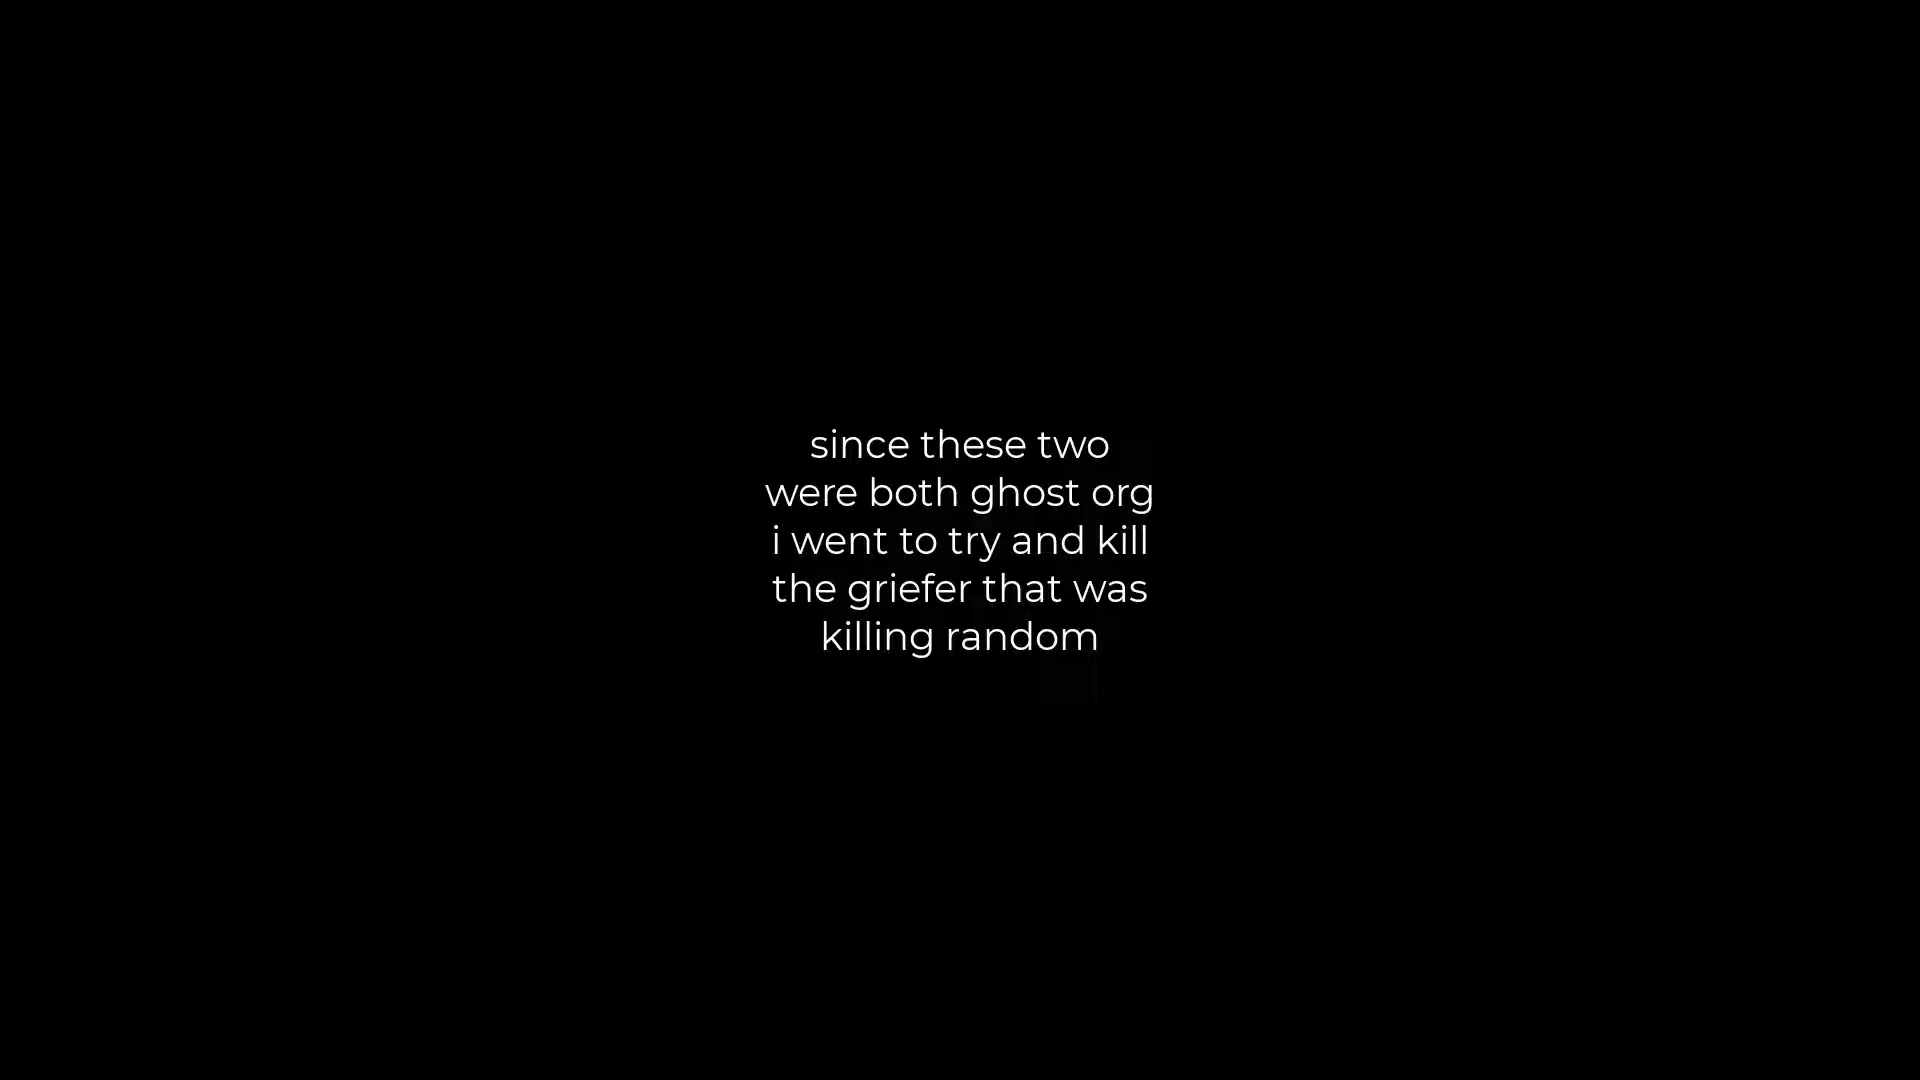 since these two
were both ghost org
i went to try and kill
the griefer that was
killing random